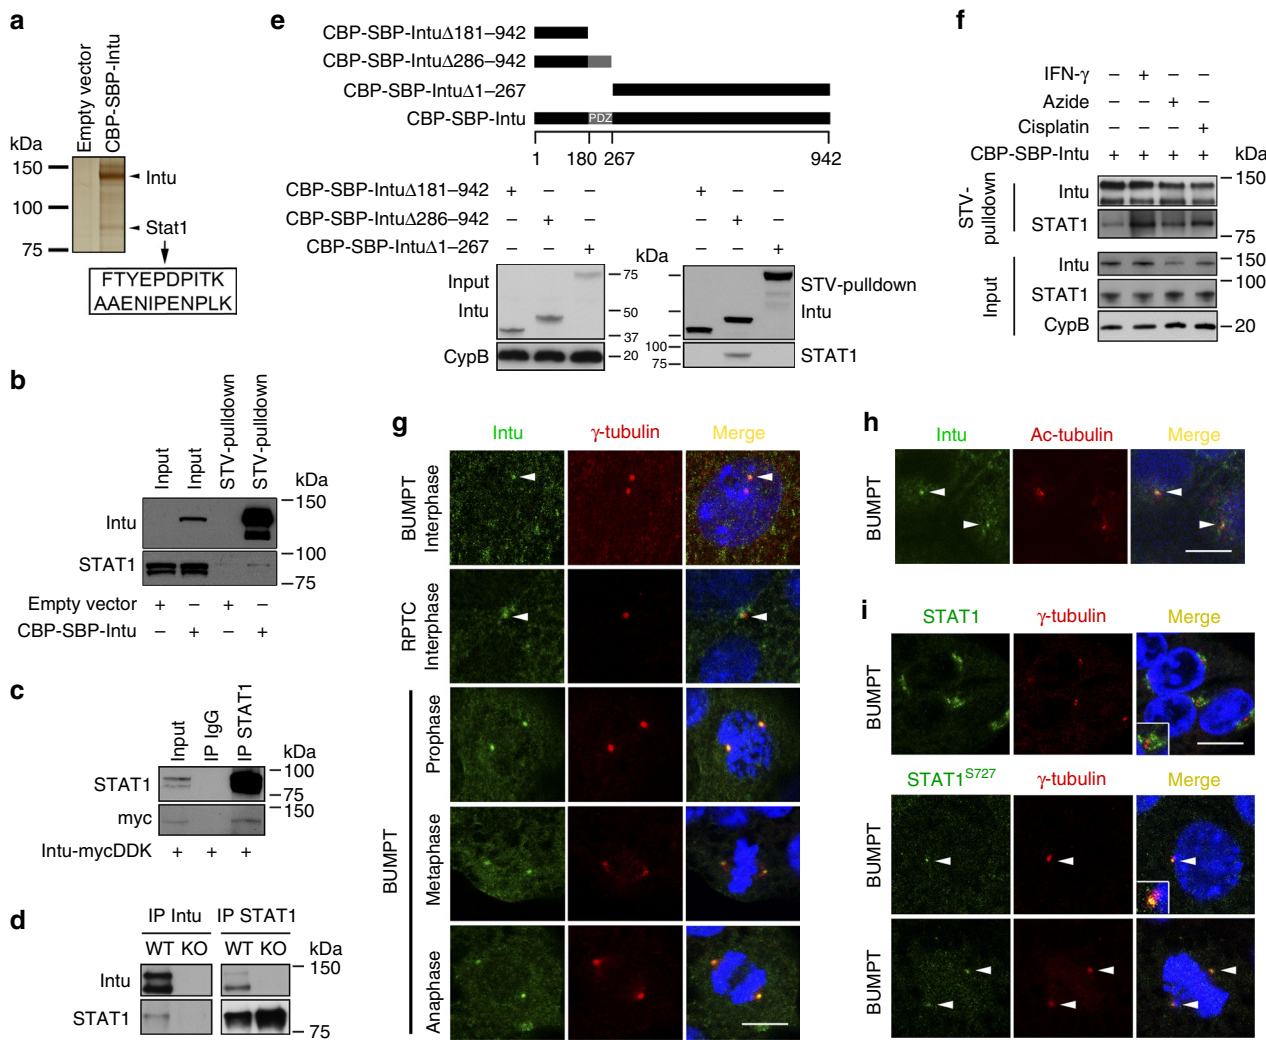 a
Empty vector
CBP-SBP-Intu
kDa
150
100
75
Intu
Stat1
FTYEPDPITK
AAENIPENPLK
b
Input
Input
STV-pulldown
STV-pulldown
kDa
Intu
150
STAT1
100
75
Empty vector + – + –
CBP-SBP-Intu – + – +
c
Input
IP IgG
IP STAT1
kDa
STAT1
100
75
myc
150
Intu-mycDDK + + +
d
IP Intu IP STAT1
WT KO WT KO kDa
Intu
150
STAT1
75
e
CBP-SBP-IntuΔ181–942
CBP-SBP-IntuΔ286–942
CBP-SBP-IntuΔ1–267
CBP-SBP-Intu
PDZ
1 180 267 942
CBP-SBP-IntuΔ181–942 + – – + – –
CBP-SBP-IntuΔ286–942 – + – – + –
CBP-SBP-IntuΔ1–267 – – + – – +
kDa
Input
Intu
75
50
37
STV-pulldown
Intu
CypB
20
100
75
STAT1
f
IFN-γ – + – –
Azide – – + –
Cisplatin – – – +
CBP-SBP-Intu + + + + kDa
STV-pulldown
Intu
150
STAT1
75
Input
Intu
150
100
STAT1
CypB
20
g
Intu γ-tubulin Merge
BUMPT Interphase
RPTC Interphase
BUMPT
Prophase
Metaphase
Anaphase
h
Intu Ac-tubulin Merge
BUMPT
i
STAT1 γ-tubulin Merge
BUMPT
STAT1S727 γ-tubulin Merge
BUMPT
BUMPT